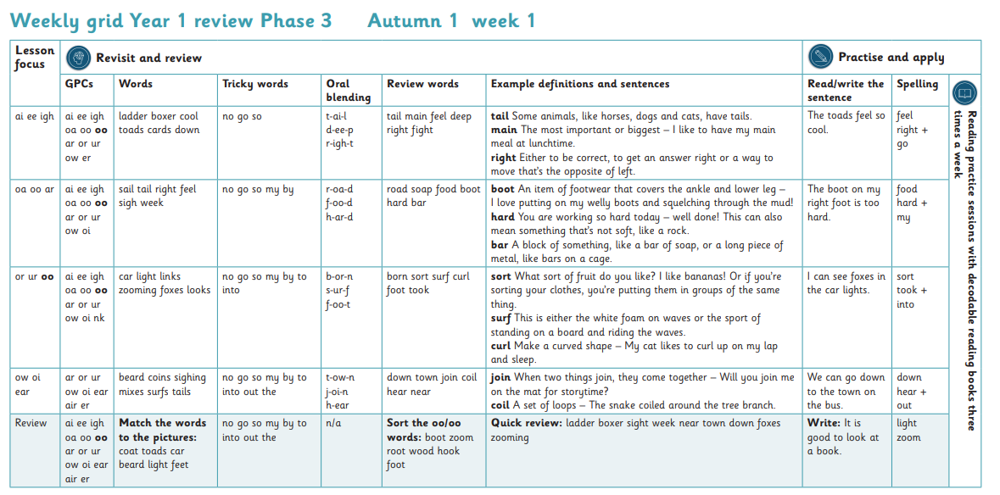 Weekly grid Year 1 review Phase 3 Autumn 1 week 1
Lesson
focus
Revisit and review
Practise and apply
GPCs
Words
Tricky words
Oral
blending
Review words
Example definitions and sentences
Read/write the
sentence
Spelling
Reading practice sessions with decodable reading books three
times a week
ai ee igh
ai ee igh
oa oo oo
ar or ur
ow er
ladder boxer cool
toads cards down
no go so
t-ai-l
d-ee-p
r-igh-t
tail main feel deep
right fight
tail Some animals, like horses, dogs and cats, have tails.
main The most important or biggest – I like to have my main
meal at lunchtime.
right Either to be correct, to get an answer right or a way to
move that's the opposite of left.
The toads feel so
cool.
feel
right +
go
oa oo ar
ai ee igh
oa oo oo
ar or ur
ow oi
sail tail right feel
sigh week
no go so my by
r-oa-d
f-oo-d
h-ar-d
road soap food boot
hard bar
boot An item of footwear that covers the ankle and lower leg –
I love putting on my welly boots and squelching through the mud!
hard You are working so hard today – well done! This can also
mean something that's not soft, like a rock.
bar A block of something, like a bar of soap, or a long piece of
metal, like bars on a cage.
The boot on my
right foot is too
hard.
food
hard +
my
or ur oo
ai ee igh
oa oo oo
ar or ur
ow oi nk
car light links
zooming foxes looks
no go so my by to
into
b-or-n
s-ur-f
f-oo-t
born sort surf curl
foot took
sort What sort of fruit do you like? I like bananas! Or if you're
sorting your clothes, you're putting them in groups of the same
thing.
surf This is either the white foam on waves or the sport of
standing on a board and riding the waves.
curl Make a curved shape – My cat likes to curl up on my lap
and sleep.
I can see foxes in
the car lights.
sort
took +
into
ow oi
ear
ar or ur
ow oi ear
air er
beard coins sighing
mixes surfs tails
no go so my by to
into out the
t-ow-n
j-oi-n
h-ear
down town join coil
hear near
join When two things join, they come together – Will you join me
on the mat for storytime?
coil A set of loops – The snake coiled around the tree branch.
We can go down
to the town on
the bus.
down
hear +
out
Review
ai ee igh
oa oo oo
ar or ur
ow oi ear
air er
Match the words
to the pictures:
coat toads car
beard light feet
no go so my by to
into out the
n/a
Sort the oo/oo
words: boot zoom
root wood hook
foot
Quick review: ladder boxer sight week near town down foxes
zooming
Write: It is
good to look at
a book.
light
zoom